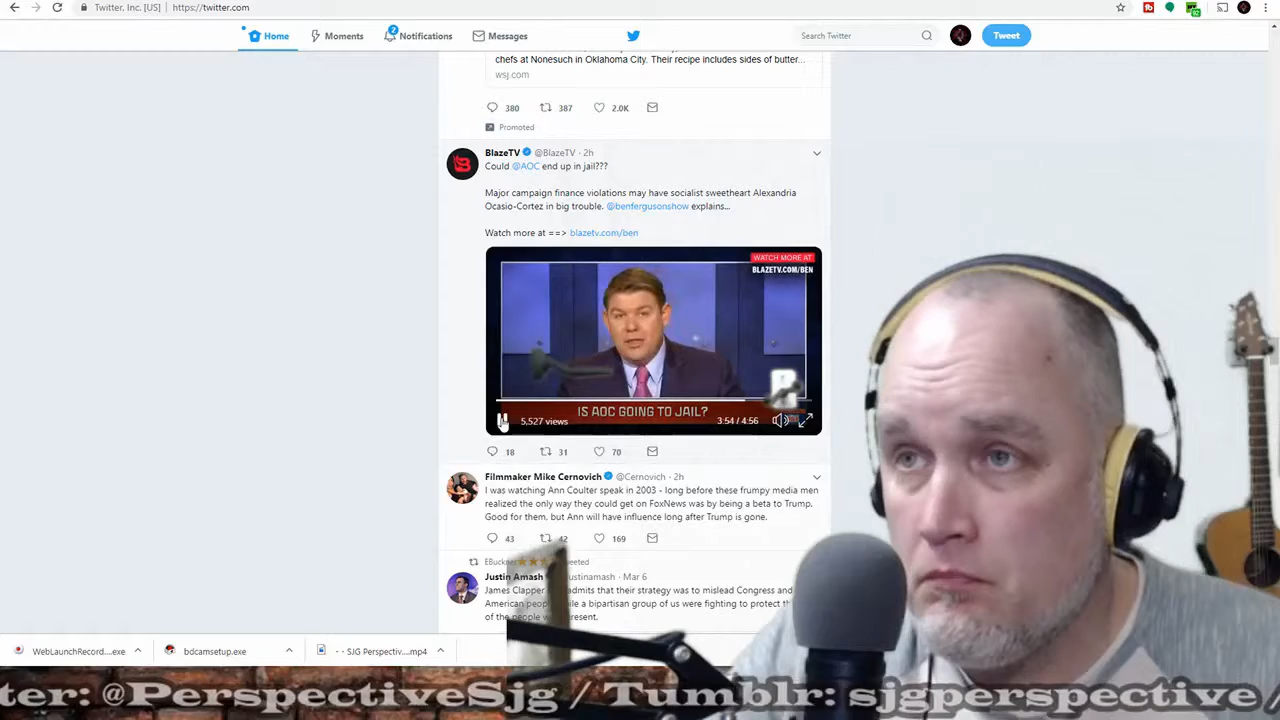 Twitter, Inc. [US] https://twitter.com
Home Moments 2 Notifications Messages Search Twitter Tweet
92
chefs at Nonesuch in Oklahoma City. Their recipe includes sides of butter...
wsj.com
380 387 2.0K
Promoted
BlazeTV @BlazeTV · 2h
Could @AOC end up in jail???
Major campaign finance violations may have socialist sweetheart Alexandria
Ocasio-Cortez in big trouble. @benfergusonshow explains...
Watch more at ==> blazetv.com/ben
WATCH MORE AT
BLAZETV.COM/BEN
IS AOC GOING TO JAIL?
5,527 views 3:54 / 4:56
18 31 70
Filmmaker Mike Cernovich @Cernovich · 2h
I was watching Ann Coulter speak in 2003 - long before these frumpy media men
realized the only way they could get on FoxNews was by being a beta to Trump.
Good for them, but Ann will have influence long after Trump is gone.
43 42 169
Justin Amash justinamash · Mar 6
James Clapper admits that their strategy was to mislead Congress and
American a bipartisan group of us were fighting to protect
of the people
WebLaunchRecord....exe bdcamsetup.exe - - SJG Perspectiv....mp4
ter: @PerspectiveSjg / Tumblr: sjgperspective /